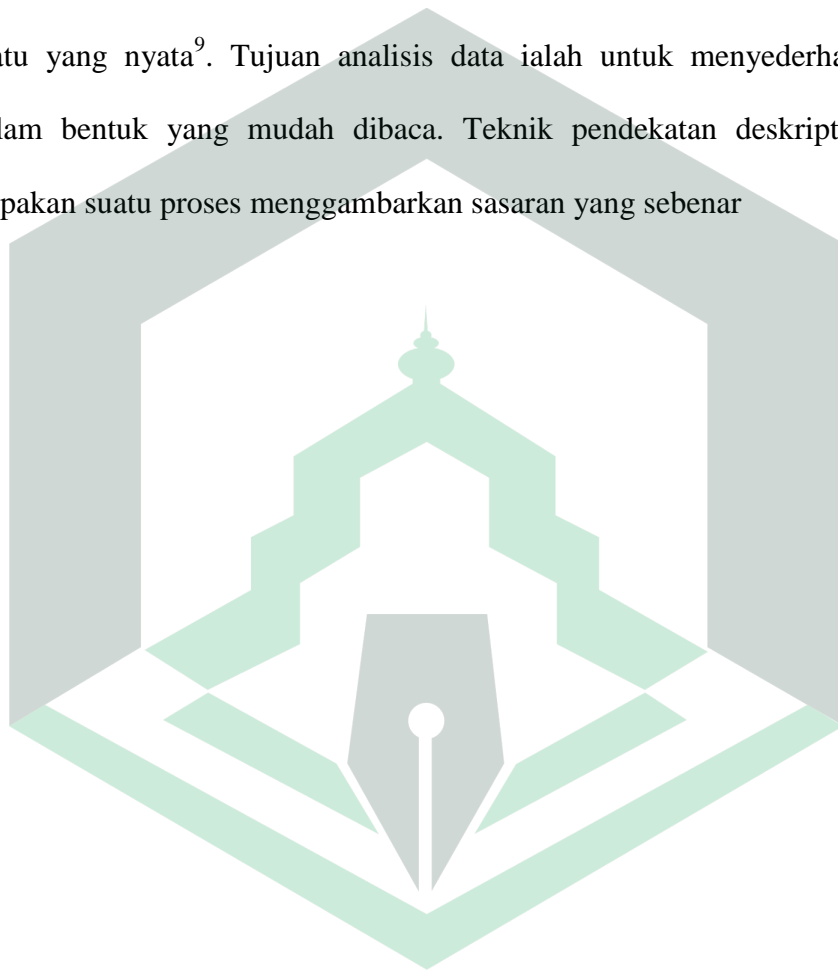 atu yang nyata⁹. Tujuan analisis data ialah untuk menyederha
lam bentuk yang mudah dibaca. Teknik pendekatan deskript
pakan suatu proses menggambarkan sasaran yang sebenar